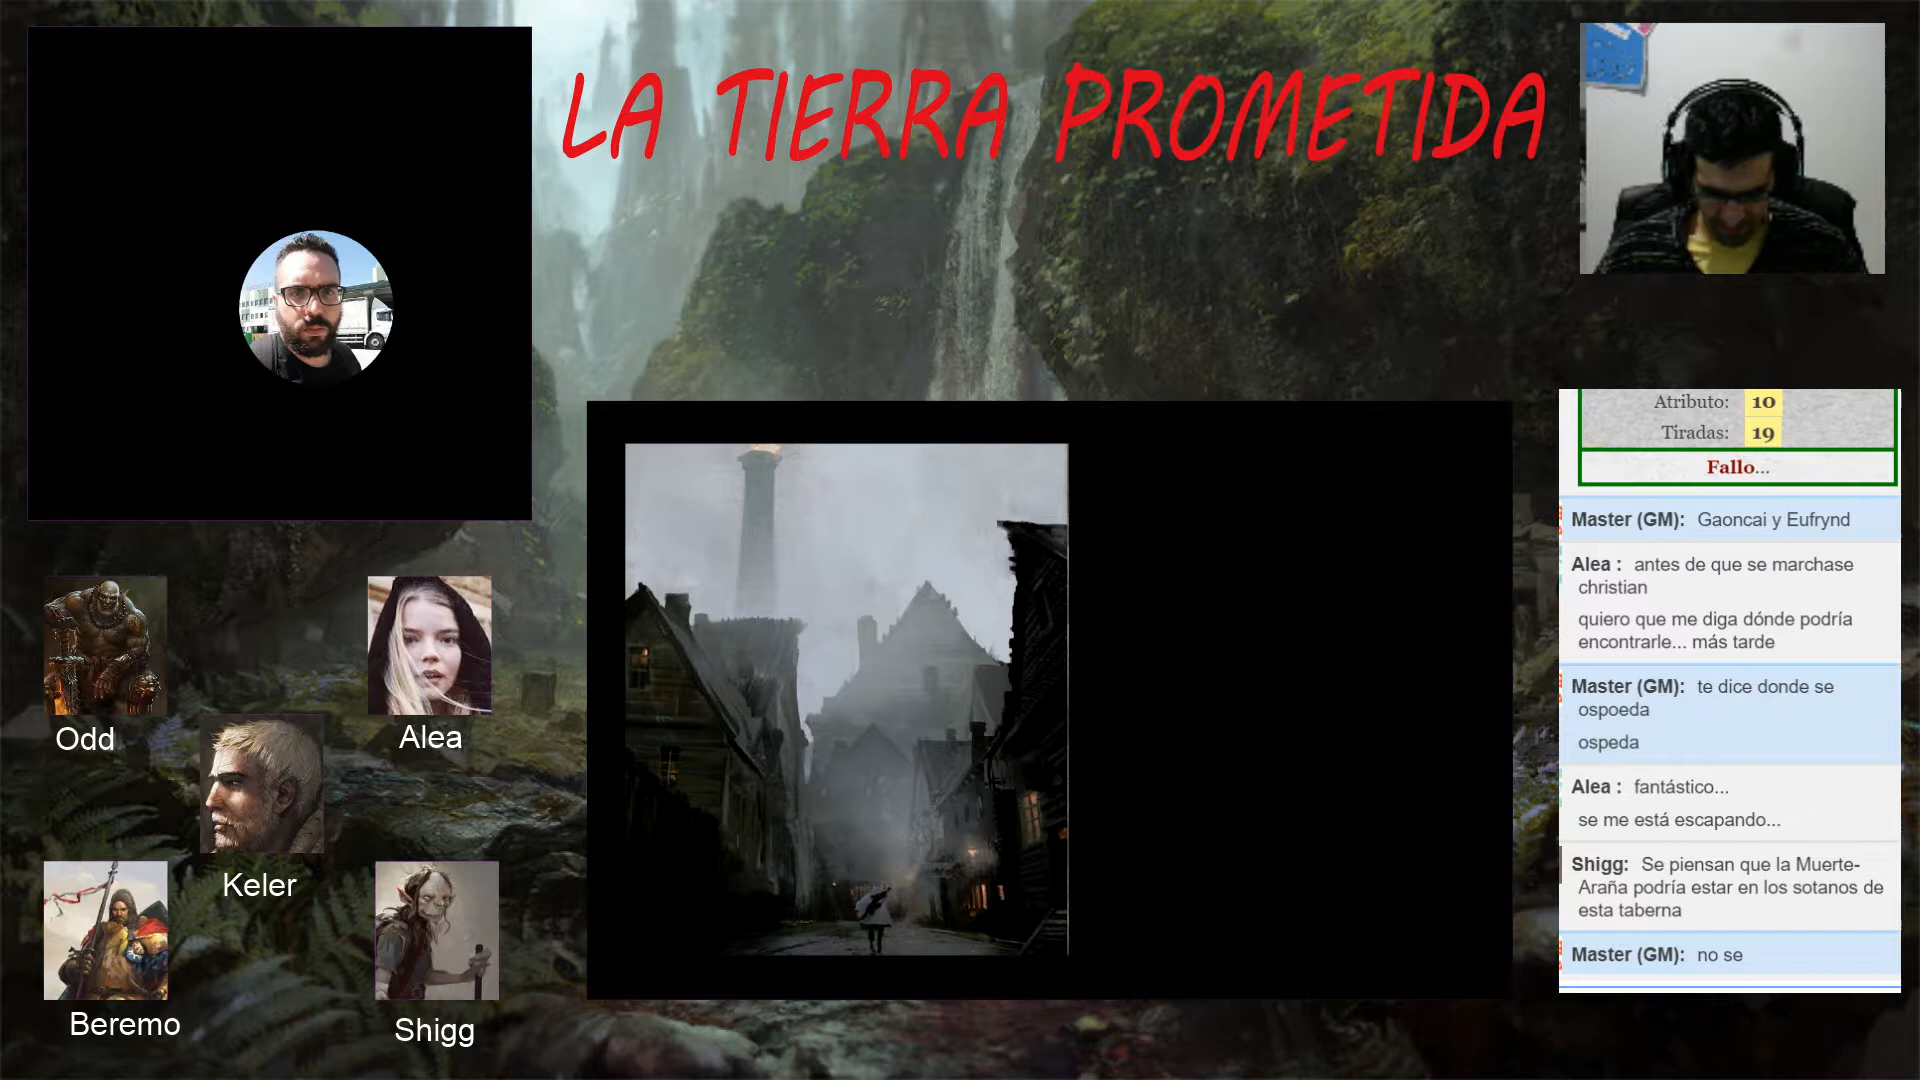 LA TIERRA PROMETIDA
Odd
Alea
Keler
Beremo
Shigg
Atributo: 10
Tiradas: 19
Fallo...
Master (GM): Gaoncai y Eufrynd
Alea : antes de que se marchase
christian
quiero que me diga dónde podría
encontrarle... más tarde
Master (GM): te dice donde se
ospoeda
ospeda
Alea : fantástico...
se me está escapando...
Shigg: Se piensan que la Muerte-
Araña podría estar en los sotanos de
esta taberna
Master (GM): no se